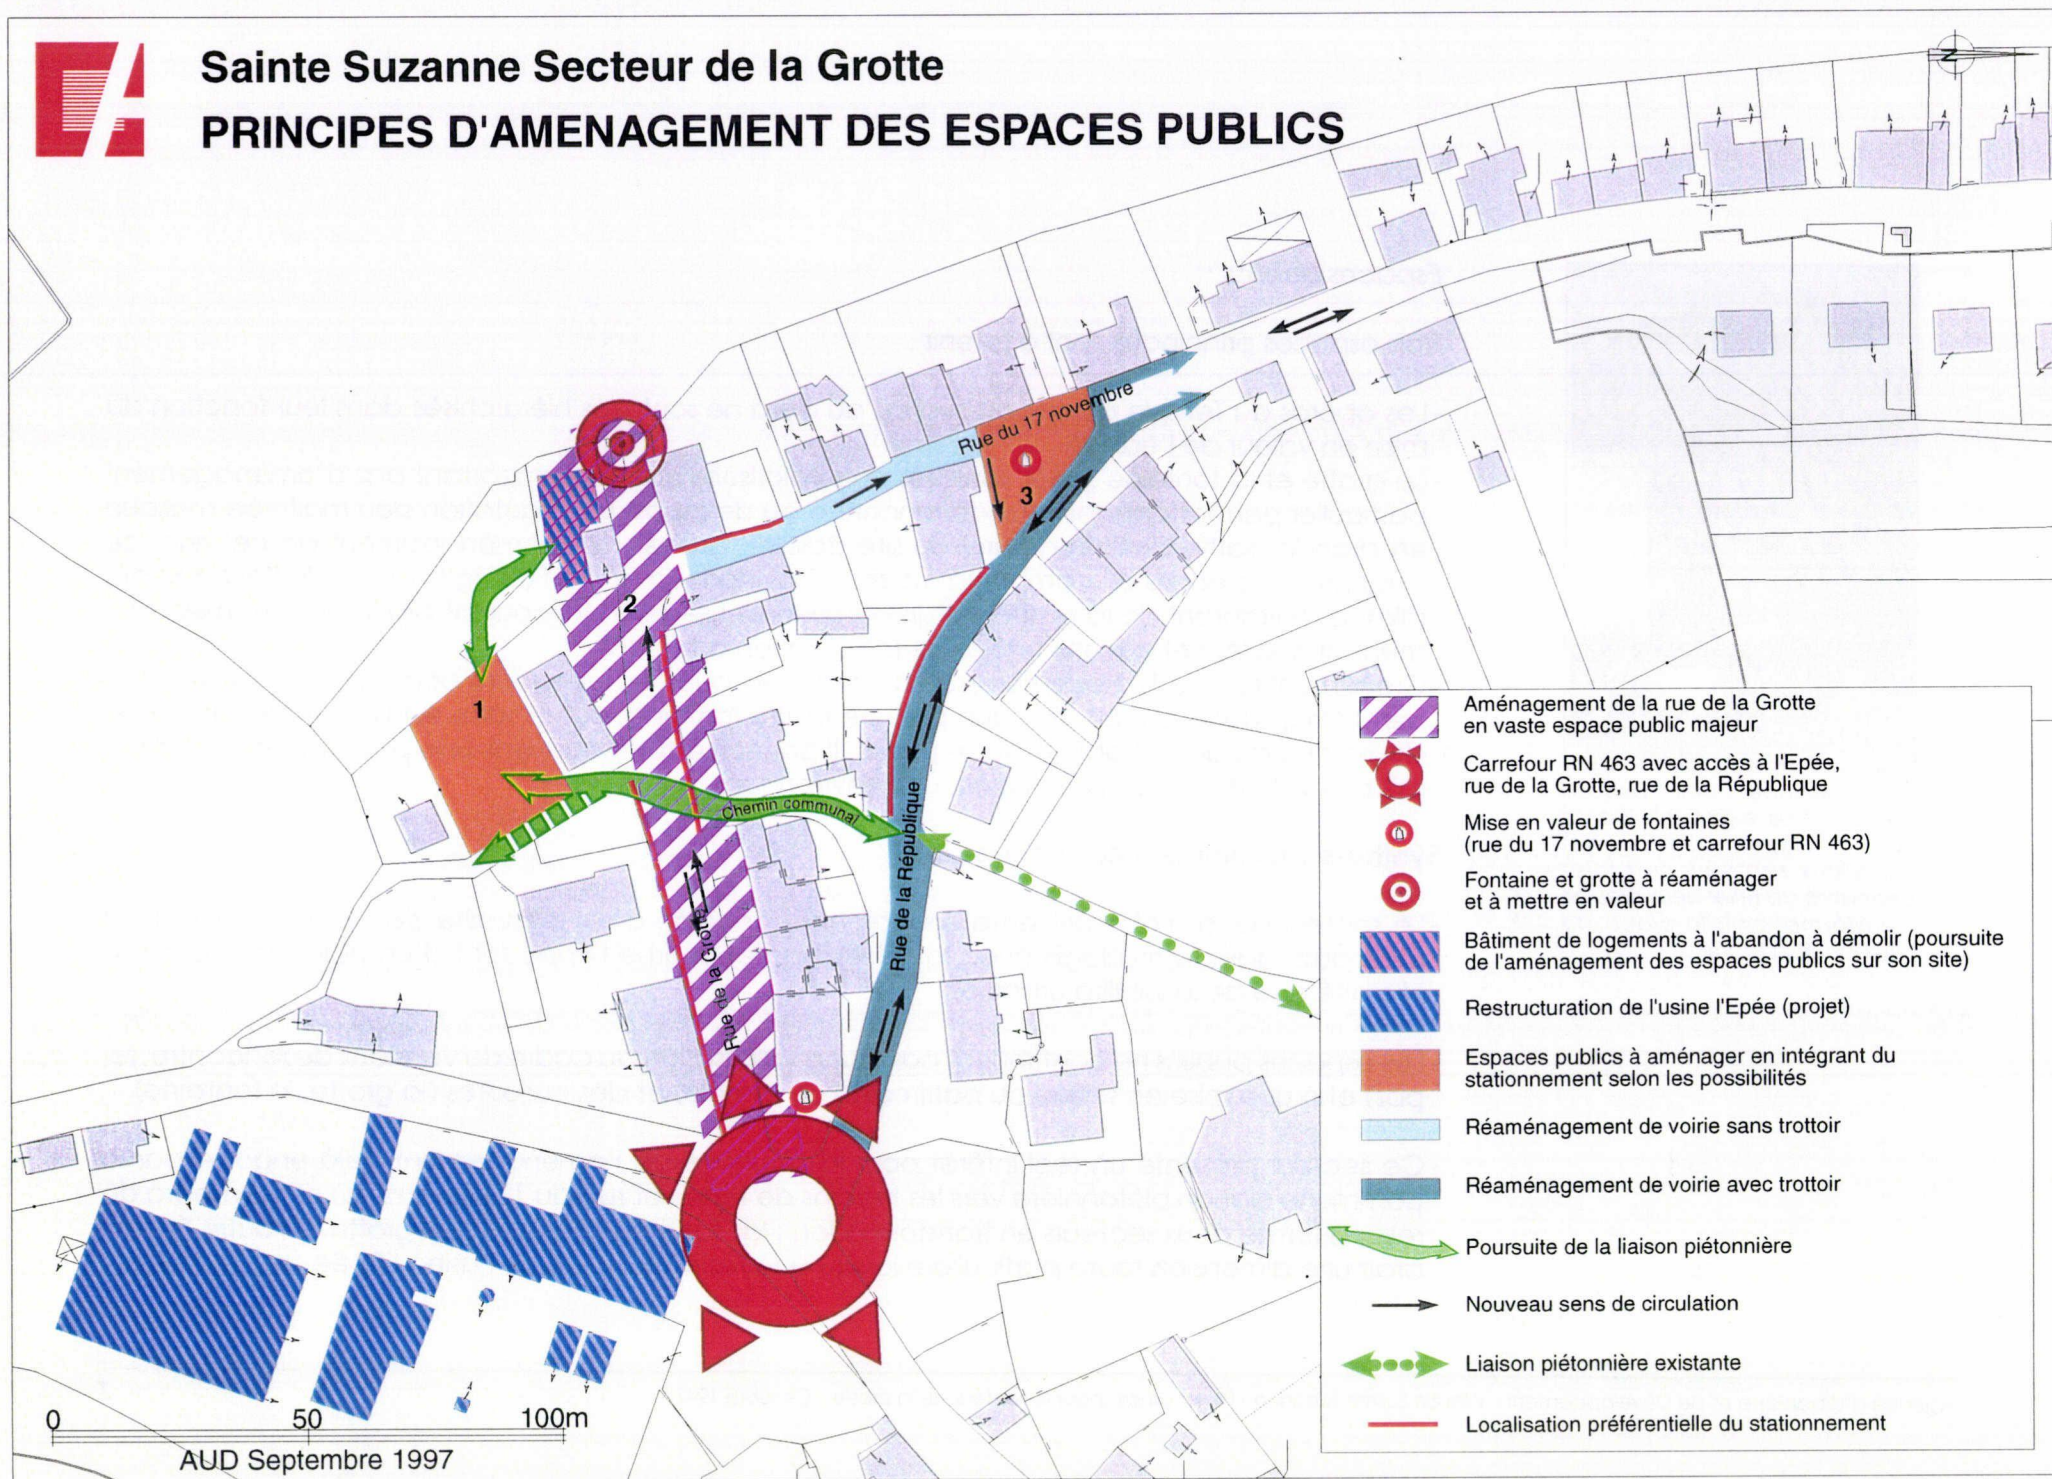 Sainte Suzanne Secteur de la Grotte
PRINCIPES D'AMENAGEMENT DES ESPACES PUBLICS
N
Rue du 17 novembre
3
2
1
Chemin communal
Rue de la République
Rue de la Grotte
Aménagement de la rue de la Grotte
en vaste espace public majeur
Carrefour RN 463 avec accès à l'Epée,
rue de la Grotte, rue de la République
Mise en valeur de fontaines
(rue du 17 novembre et carrefour RN 463)
Fontaine et grotte à réaménager
et à mettre en valeur
Bâtiment de logements à l'abandon à démolir (poursuite
de l'aménagement des espaces publics sur son site)
Restructuration de l'usine l'Epée (projet)
Espaces publics à aménager en intégrant du
stationnement selon les possibilités
Réaménagement de voirie sans trottoir
Réaménagement de voirie avec trottoir
Poursuite de la liaison piétonnière
Nouveau sens de circulation
Liaison piétonnière existante
Localisation préférentielle du stationnement
0 50 100m
AUD Septembre 1997